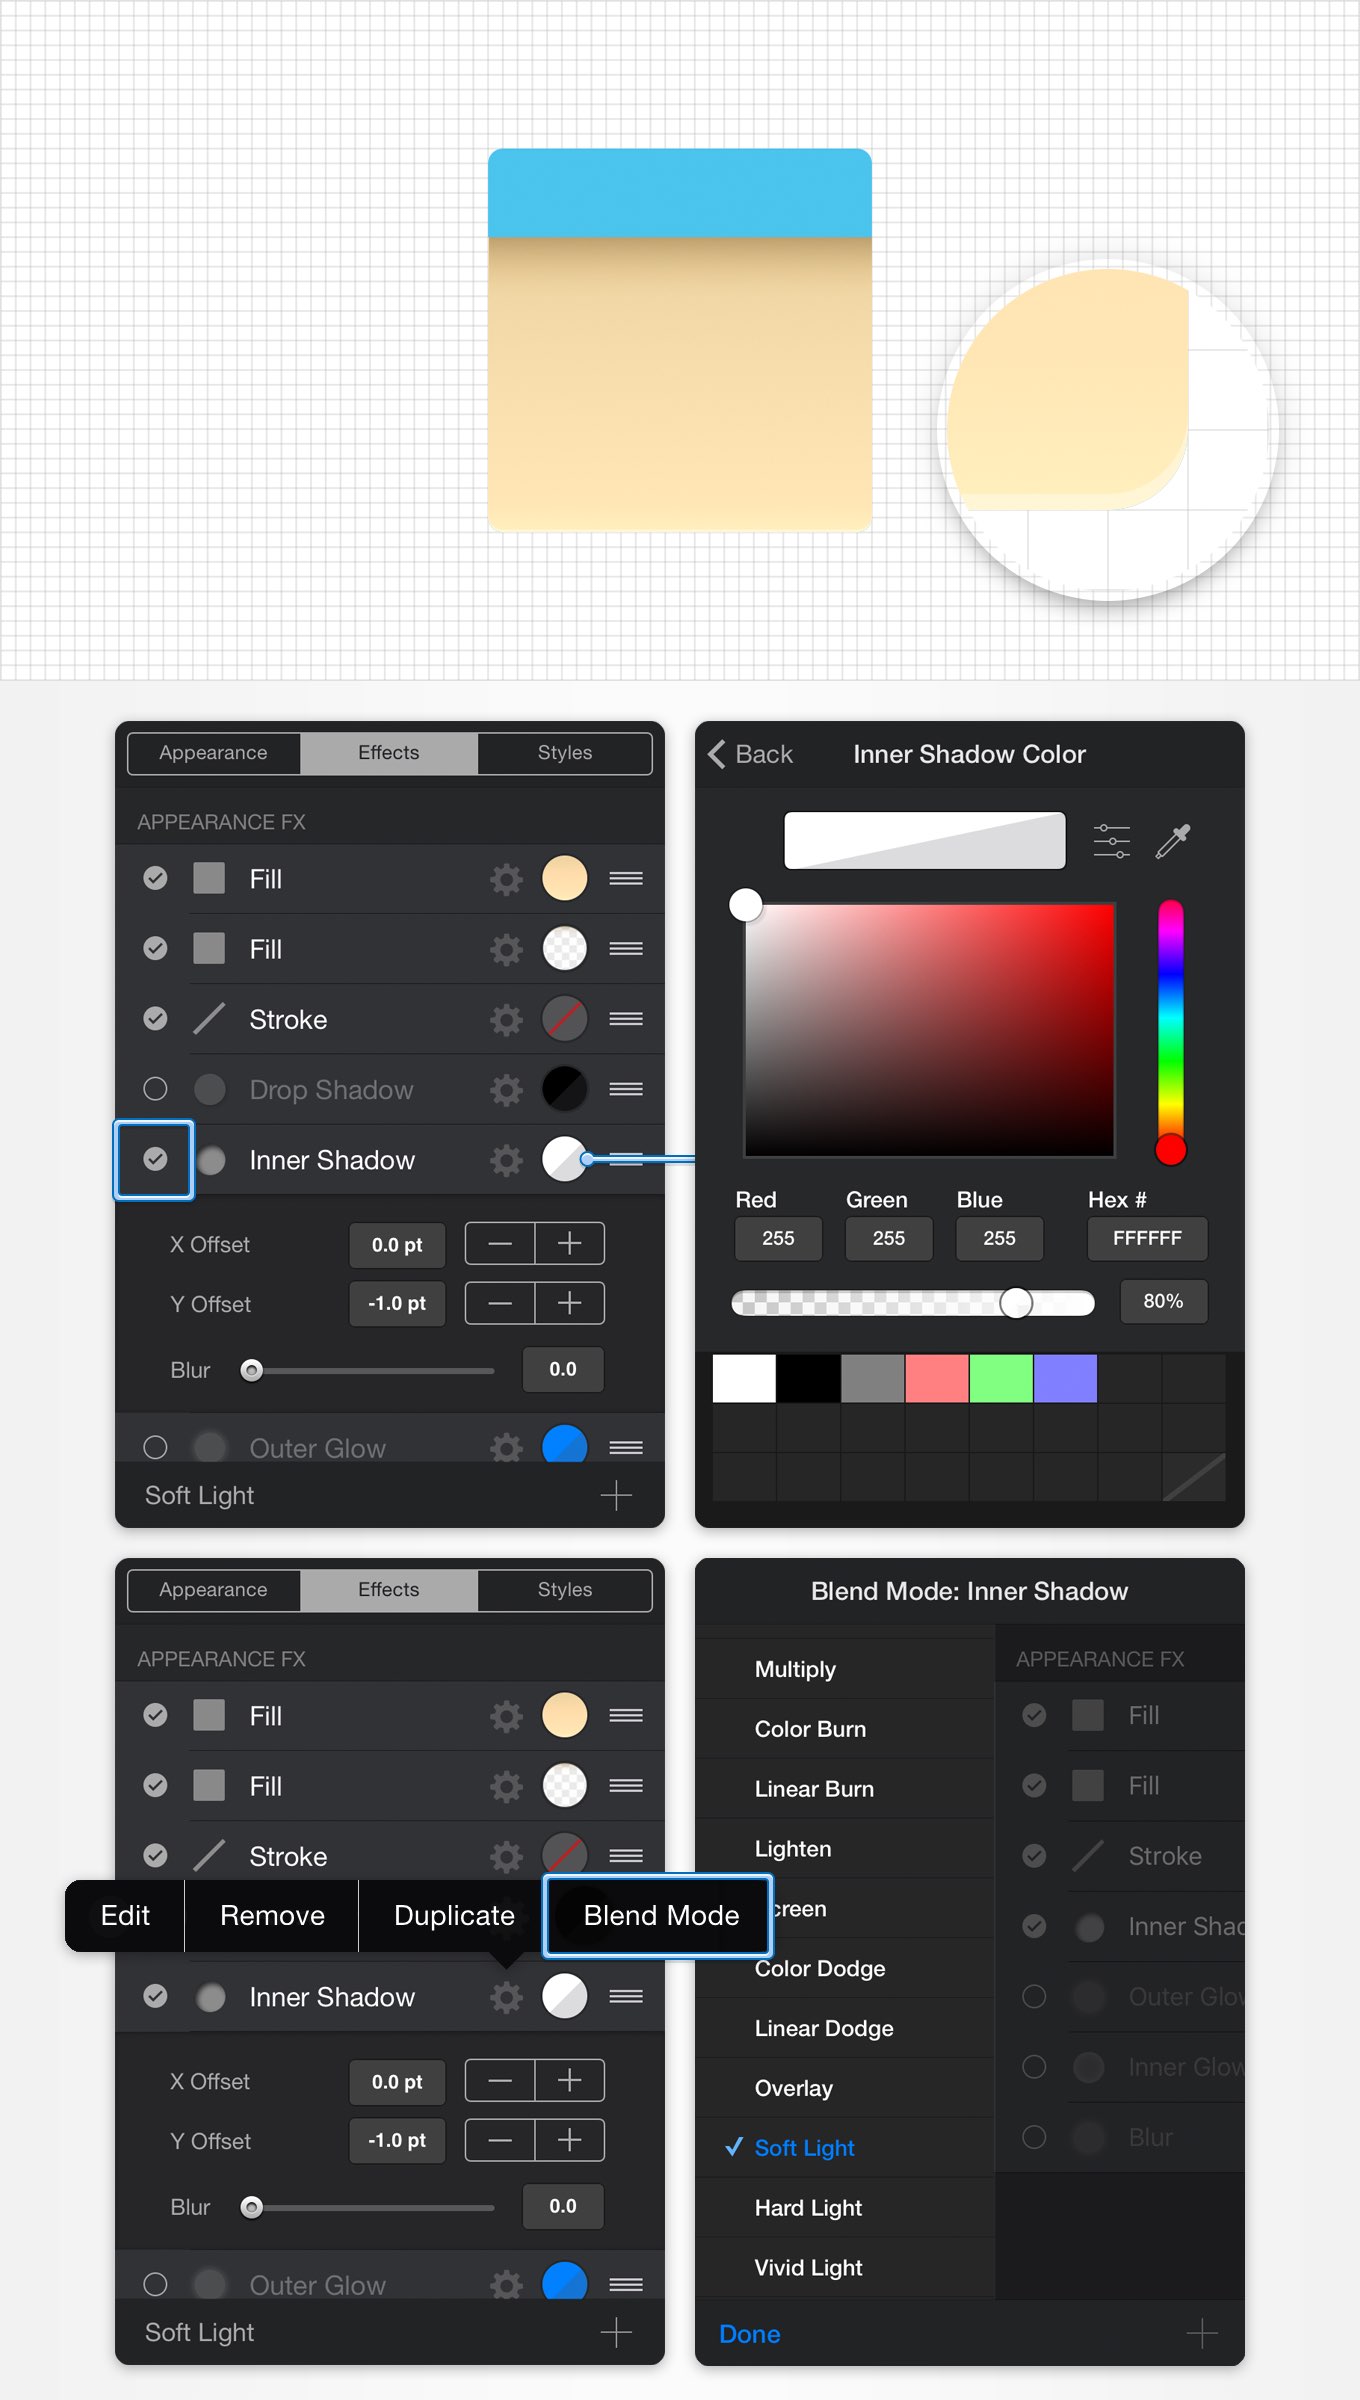 Appearance Effects Styles
APPEARANCE FX
Fill
Fill
Stroke
Drop Shadow
Inner Shadow
X Offset 0.0 pt
Y Offset -1.0 pt
Blur 0.0
Outer Glow
Soft Light
Back Inner Shadow Color
Red Green Blue Hex #
255 255 255 FFFFFF
80%
Appearance Effects Styles
APPEARANCE FX
Fill
Fill
Stroke
Edit Remove Duplicate Blend Mode
Inner Shadow
X Offset 0.0 pt
Y Offset -1.0 pt
Blur 0.0
Outer Glow
Soft Light
Blend Mode: Inner Shadow
Multiply
Color Burn
Linear Burn
Lighten
creen
Color Dodge
Linear Dodge
Overlay
Soft Light
Hard Light
Vivid Light
Done
APPEARANCE FX
Fill
Fill
Stroke
Inner Shad
Outer Glow
Inner Glow
Blur